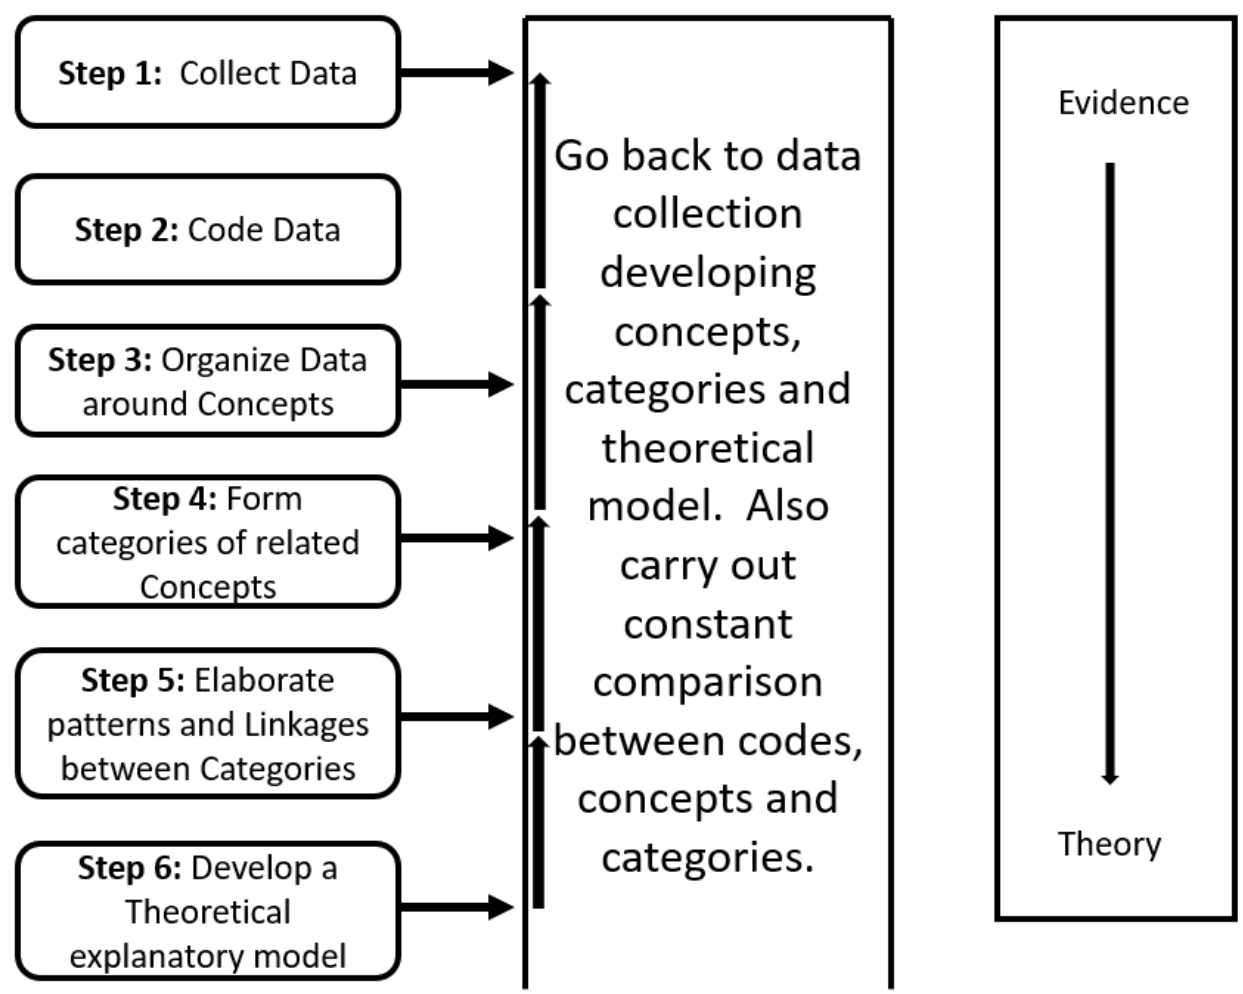 Step 1:  Collect Data
Step 2: Code Data
Step 3: Organize Data
around Concepts
Step 4: Form
categories of related
Concepts
Step 5: Elaborate
patterns and Linkages
between Categories
Step 6: Develop a
Theoretical
explanatory model
Go back to data
collection
developing
concepts,
categories and
theoretical
model.  Also
carry out
constant
comparison
between codes,
concepts and
categories.
Evidence
Theory